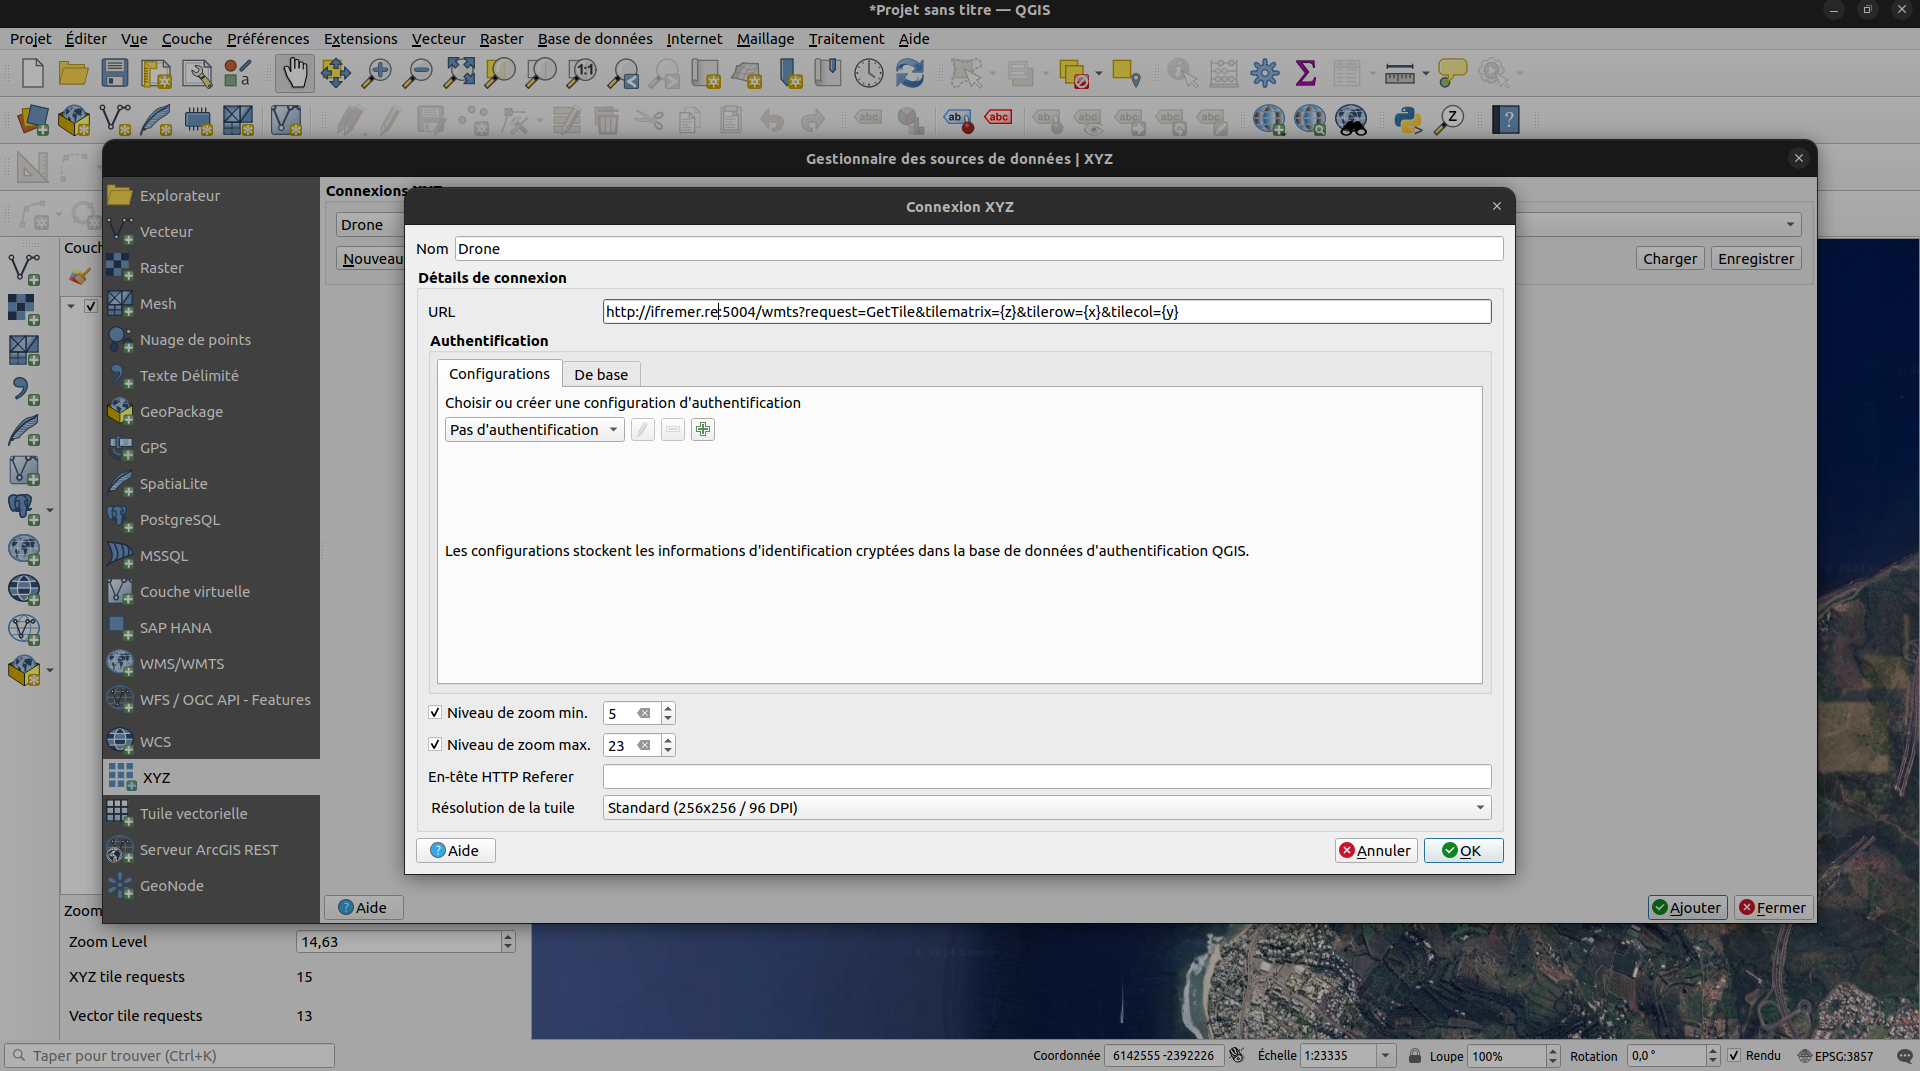 *Projet sans titre — QGIS
Projet Éditer Vue Couche Préférences Extensions Vecteur Raster Base de données Internet Maillage Traitement Aide
Gestionnaire des sources de données | XYZ
Explorateur
Vecteur
Raster
Mesh
Nuage de points
Texte Délimité
GeoPackage
GPS
SpatiaLite
PostgreSQL
MSSQL
Couche virtuelle
SAP HANA
WMS/WMTS
WFS / OGC API - Features
WCS
XYZ
Tuile vectorielle
Serveur ArcGIS REST
GeoNode
Connexions
Drone
Nouveau
Charger
Enregistrer
Connexion XYZ
Nom Drone
Détails de connexion
URL http://ifremer.re:5004/wmts?request=GetTile&tilematrix={z}&tilerow={x}&tilecol={y}
Authentification
Configurations De base
Choisir ou créer une configuration d'authentification
Pas d'authentification
Les configurations stockent les informations d'identification cryptées dans la base de données d'authentification QGIS.
Niveau de zoom min. 5
Niveau de zoom max. 23
En-tête HTTP Referer
Résolution de la tuile Standard (256x256 / 96 DPI)
Aide Annuler OK
Aide Ajouter Fermer
Couch
Zoom
Zoom Level 14,63
XYZ tile requests 15
Vector tile requests 13
Taper pour trouver (Ctrl+K) Coordonnée 6142555 -2392226 Échelle 1:23335 Loupe 100% Rotation 0,0 ° Rendu EPSG:3857